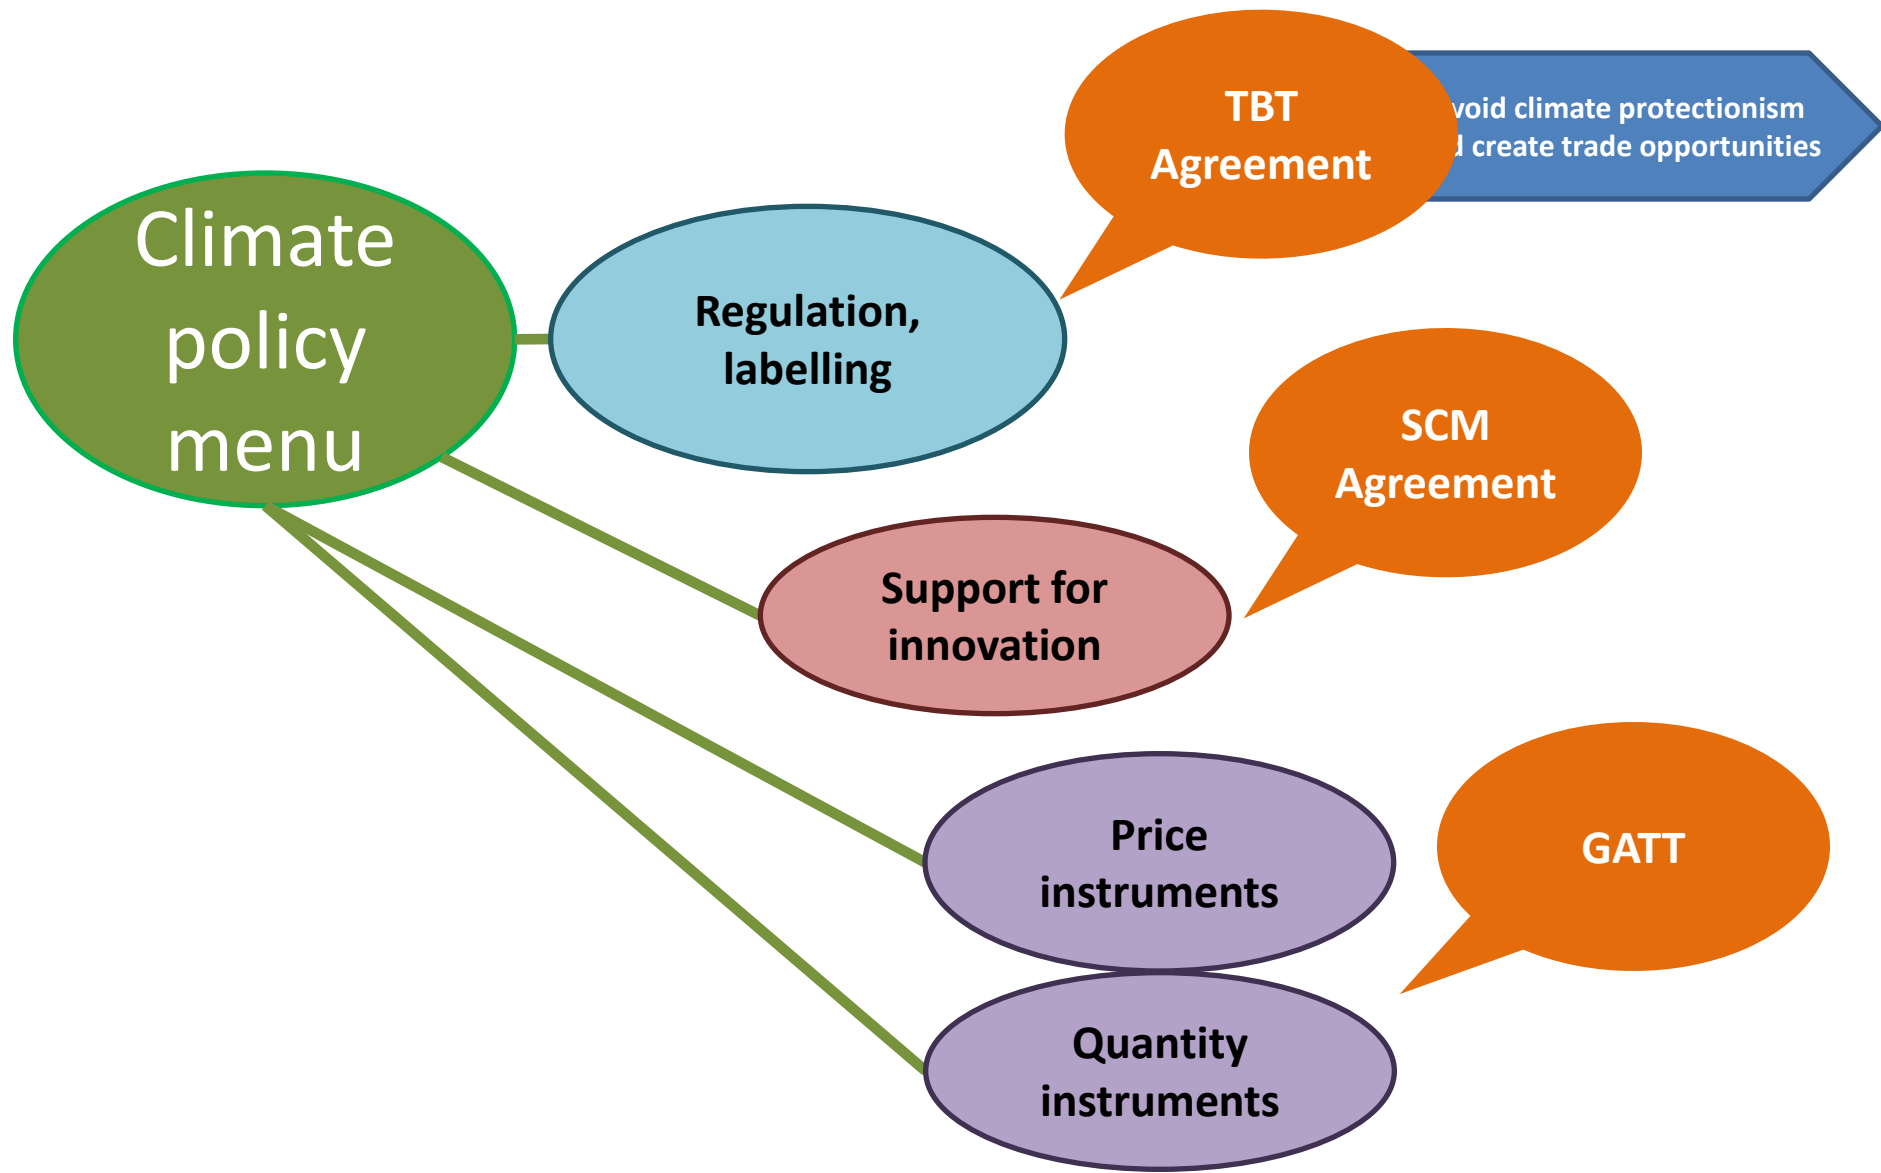 Climate
policy
menu
Regulation,
labelling
TBT
Agreement
climate protectionism
create trade opportunities
Support for
innovation
SCM
Agreement
Price
instruments
GATT
Quantity
instruments